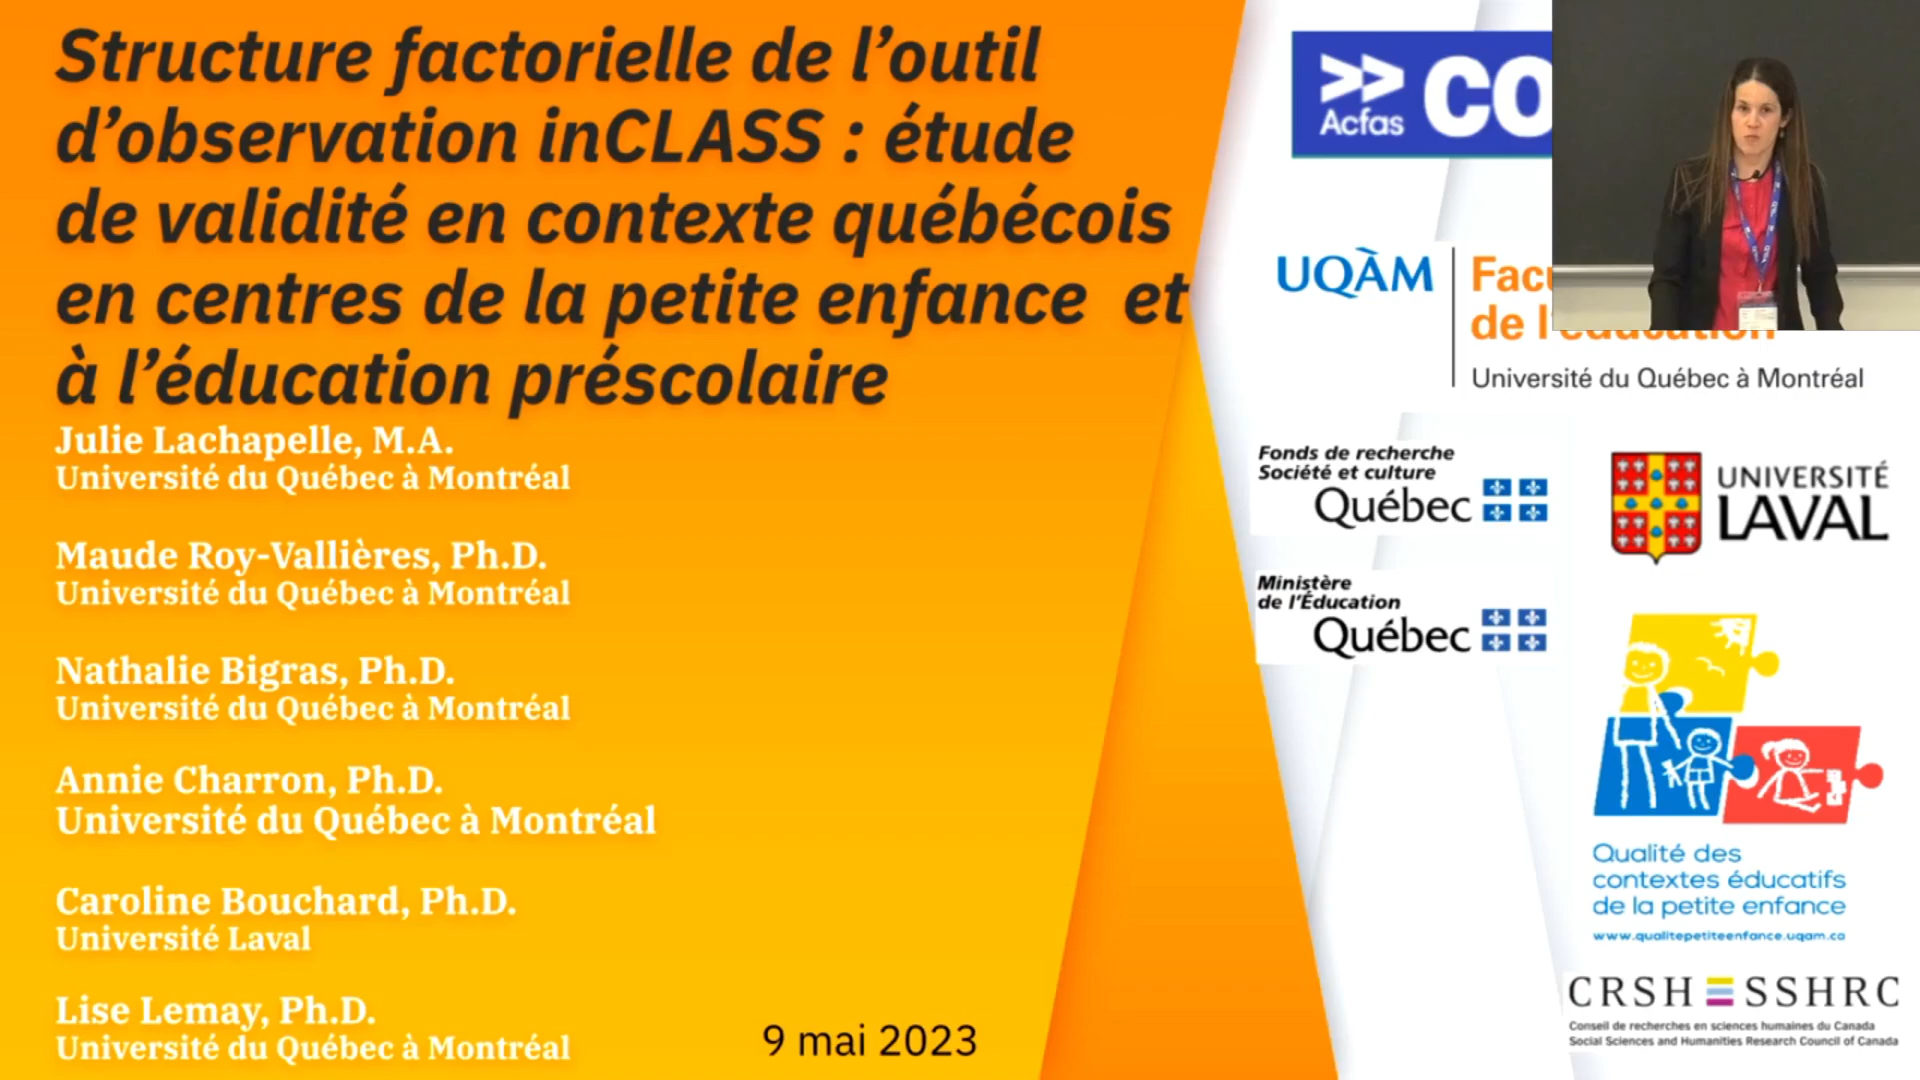 Structure factorielle de l’outil
d’observation inCLASS : étude
de validité en contexte québécois
en centres de la petite enfance et
à l’éducation préscolaire
Julie Lachapelle, M.A.
Université du Québec à Montréal
Maude Roy-Vallières, Ph.D.
Université du Québec à Montréal
Nathalie Bigras, Ph.D.
Université du Québec à Montréal
Annie Charron, Ph.D.
Université du Québec à Montréal
Caroline Bouchard, Ph.D.
Université Laval
Lise Lemay, Ph.D.
Université du Québec à Montréal
9 mai 2023
Acfas
UQÀM
de l'éducation
Université du Québec à Montréal
Fonds de recherche
Société et culture
Québec
UNIVERSITÉ
LAVAL
Ministère
de l'Éducation
Québec
Qualité des
contextes éducatifs
de la petite enfance
www.qualitepetiteenfance.uqam.ca
CRSH SSHRC
Conseil de recherches en sciences humaines du Canada
Social Sciences and Humanities Research Council of Canada